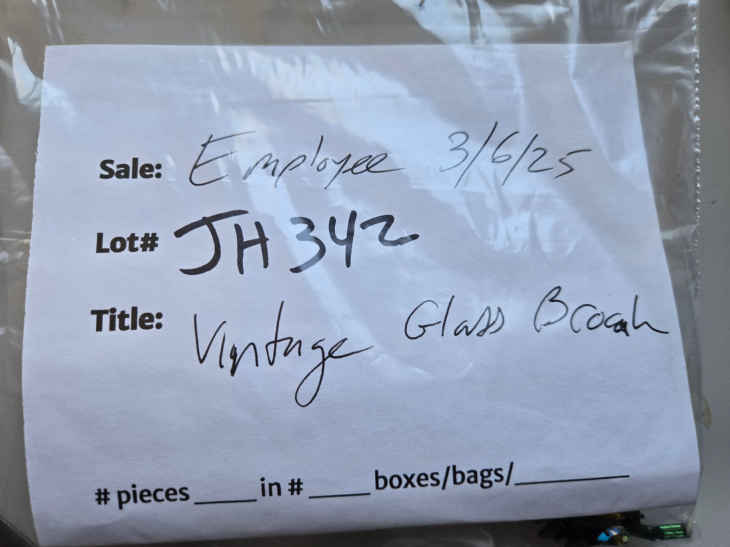 Sale: Employee 3/6/25
Lot# JH342
Title: Vintage Glass Brooch
# pieces ____ in # ____ boxes/bags/________